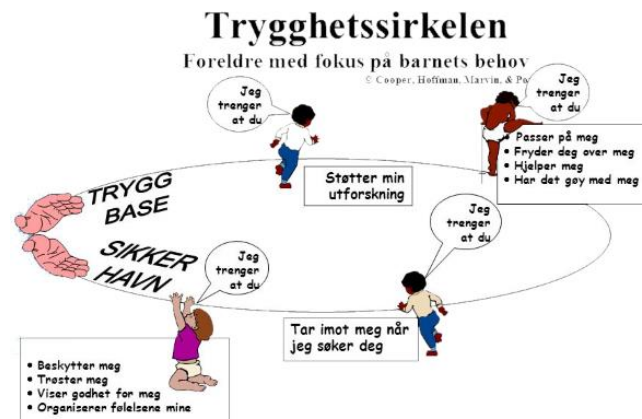 Trygghetssirkelen
Foreldre med fokus på barnets behov
© Cooper, Hoffman, Marvin, &
Jeg
trenger
at du
Jeg
trenger
at du
• Passer på meg
• Fryder deg over meg
• Hjelper meg
• Har det gøy med meg
Støtter min
utforskning
TRYGG
BASE
SIKKER
HAVN
Jeg
trenger
at du
Jeg
trenger
at du
Tar imot meg når
jeg søker deg
• Beskytter meg
• Trøster meg
• Viser godhet for meg
• Organiserer følelsene mine